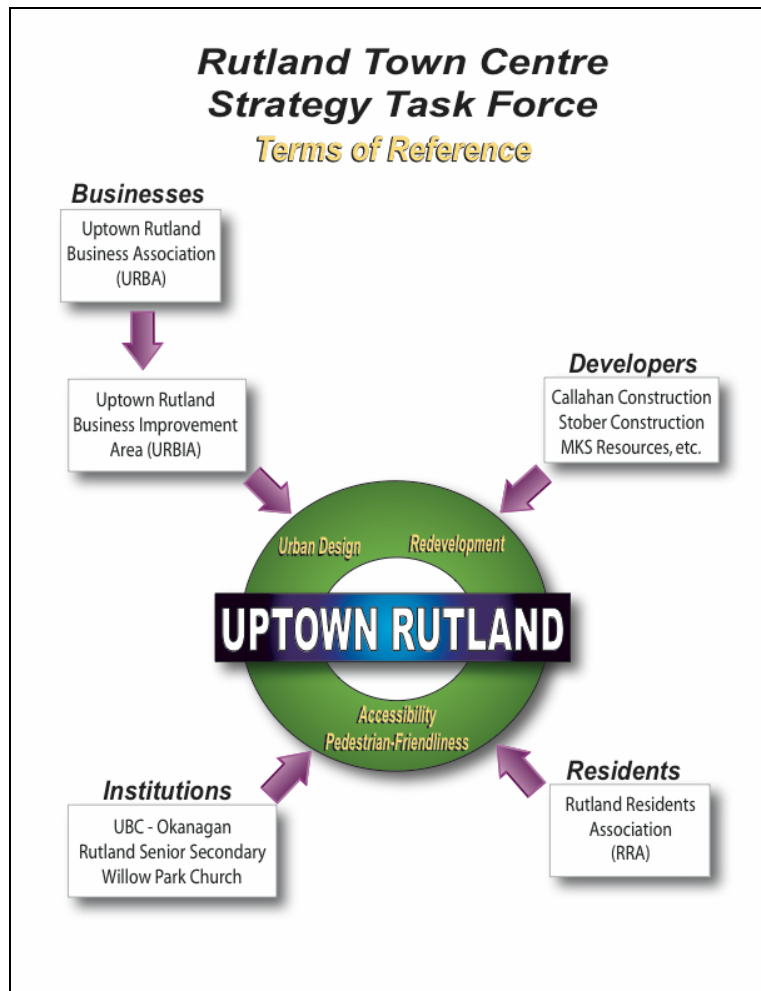 Rutland Town Centre
Strategy Task Force
Terms of Reference
Businesses
Uptown Rutland
Business Association
(URBA)
Uptown Rutland
Business Improvement
Area (URBIA)
Developers
Callahan Construction
Stober Construction
MKS Resources, etc.
Urban Design
Redevelopment
UPTOWN RUTLAND
Accessibility
Pedestrian-Friendliness
Institutions
UBC - Okanagan
Rutland Senior Secondary
Willow Park Church
Residents
Rutland Residents
Association
(RRA)